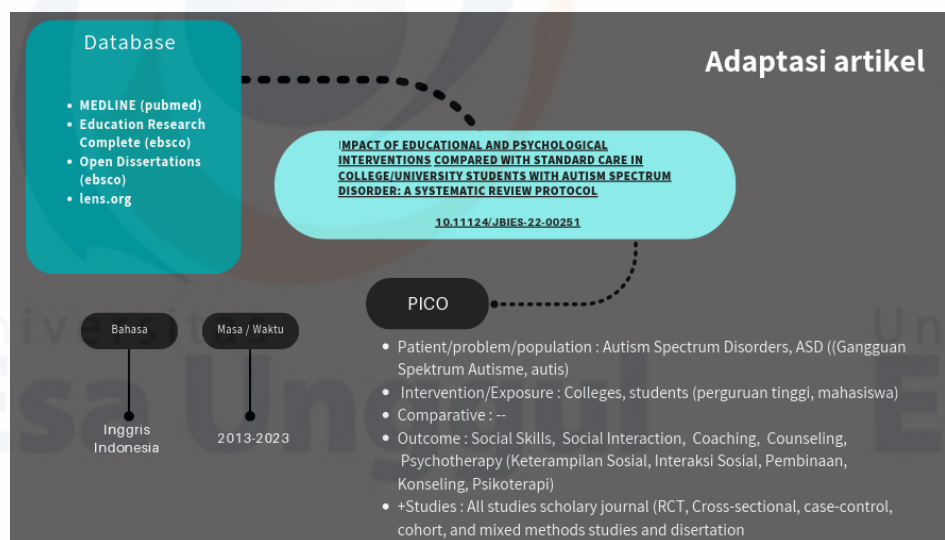 Database
• MEDLINE (pubmed)
• Education Research
Complete (ebsco)
• Open Dissertations
(ebsco)
• lens.org
Adaptasi artikel
IMPACT OF EDUCATIONAL AND PSYCHOLOGICAL
INTERVENTIONS COMPARED WITH STANDARD CARE IN
COLLEGE/UNIVERSITY STUDENTS WITH AUTISM SPECTRUM
DISORDER: A SYSTEMATIC REVIEW PROTOCOL
10.11124/JBIES-22-00251
PICO
• Patient/problem/population : Autism Spectrum Disorders, ASD ((Gangguan
Spektrum Autisme, autis)
• Intervention/Exposure : Colleges, students (perguruan tinggi, mahasiswa)
• Comparative : --
• Outcome : Social Skills, Social Interaction, Coaching, Counseling,
Psychotherapy (Keterampilan Sosial, Interaksi Sosial, Pembinaan,
Konseling, Psikoterapi)
• +Studies : All studies scholary journal (RCT, Cross-sectional, case-control,
cohort, and mixed methods studies and disertation
Bahasa
Inggris
Indonesia
Masa / Waktu
2013-2023
Universitas
Esa Unggul
Un
E